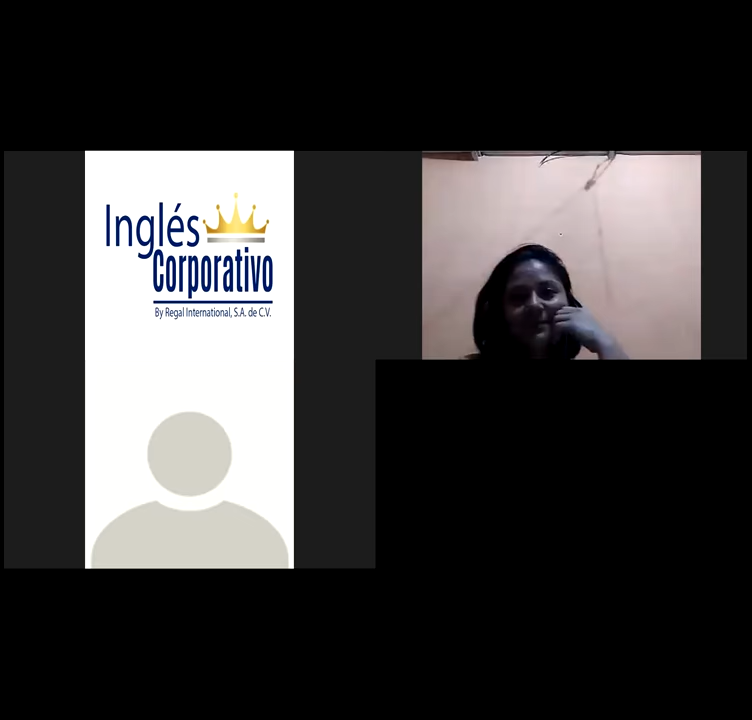 Inglés
Corporativo
By Regal International, S.A. de C.V.